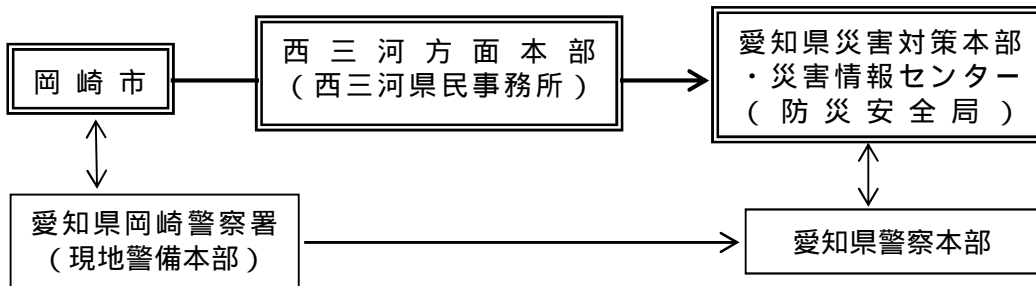 岡崎市
西三河方面本部
（西三河県民事務所）
愛知県災害対策本部
・災害情報センター
（防災安全局）
愛知県岡崎警察署
（現地警備本部）
愛知県警察本部